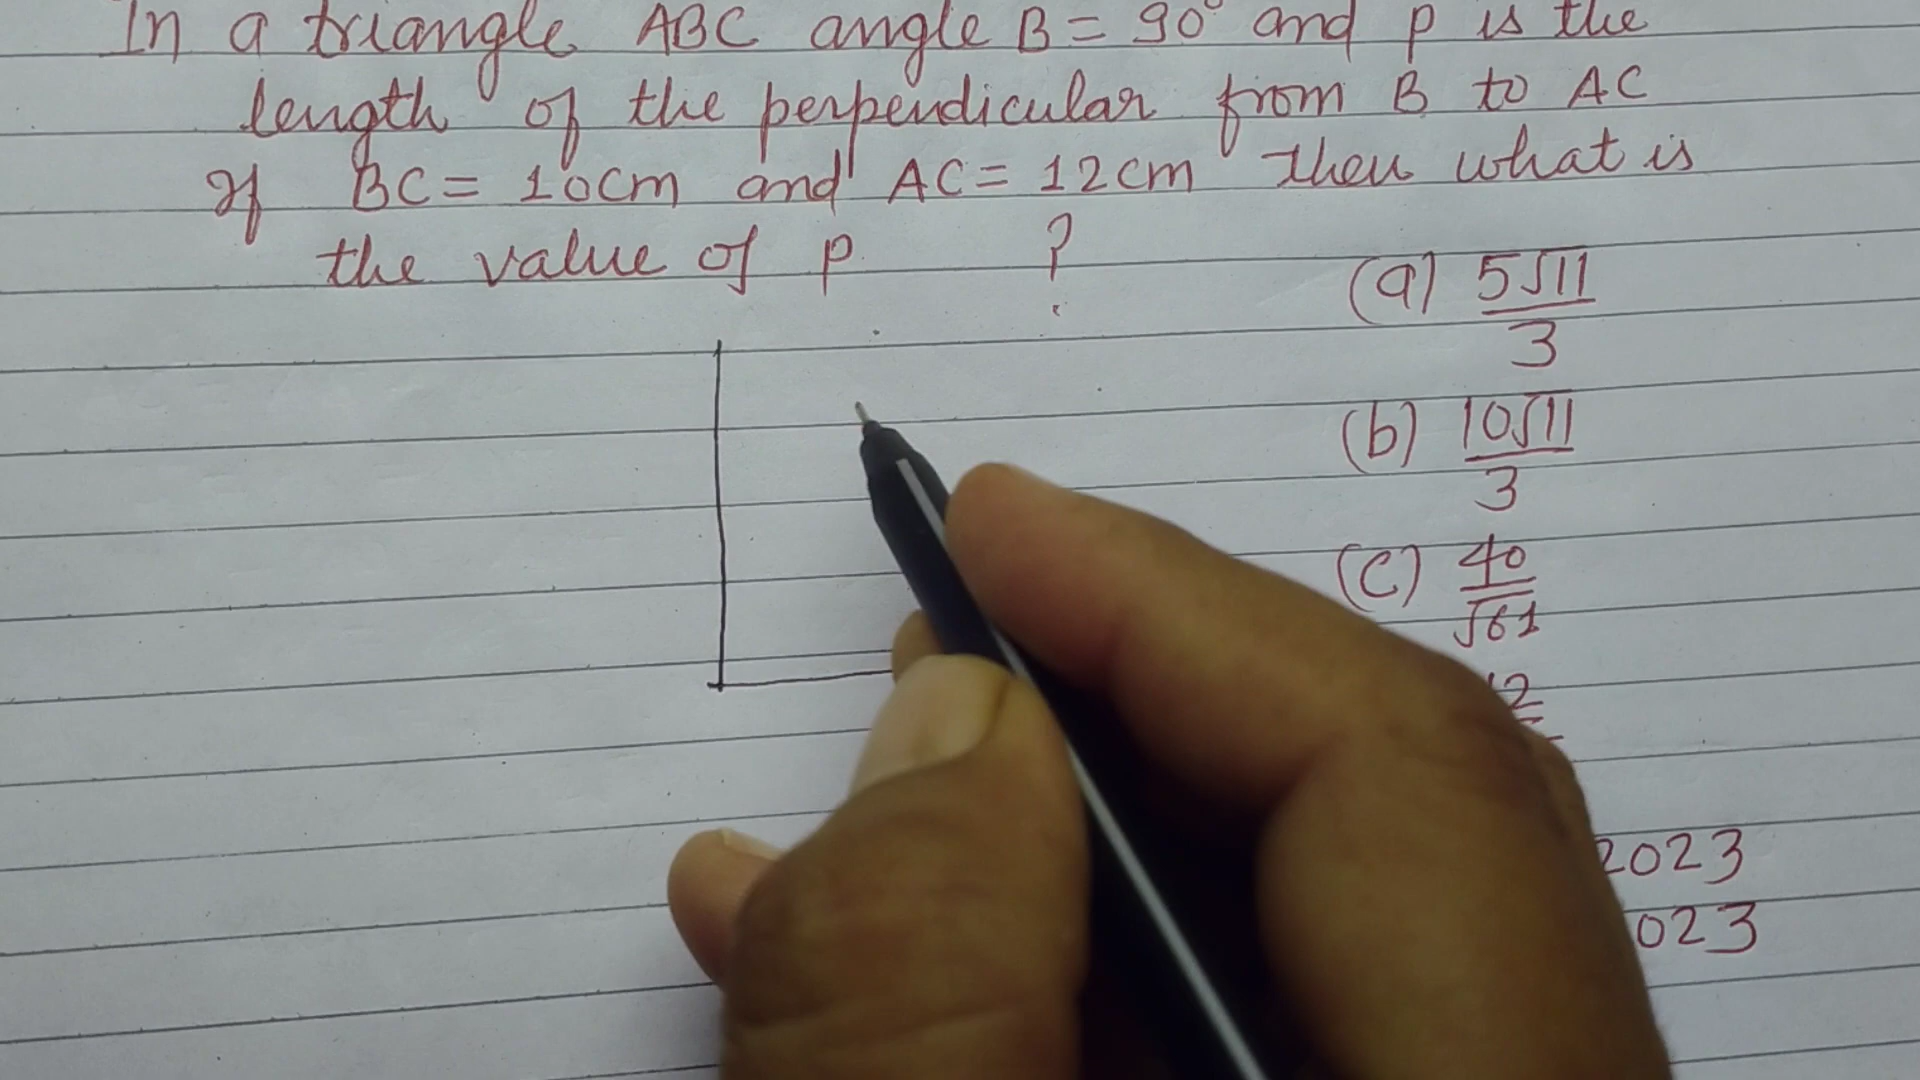 In a triangle ABC angle B = 90° and p is the
length of the perpendicular from B to AC
If BC = 10cm and AC = 12cm then what is
the value of p ?
(a) 5√11/3
(b) 10√11/3
(c) 40/√61
2023
023